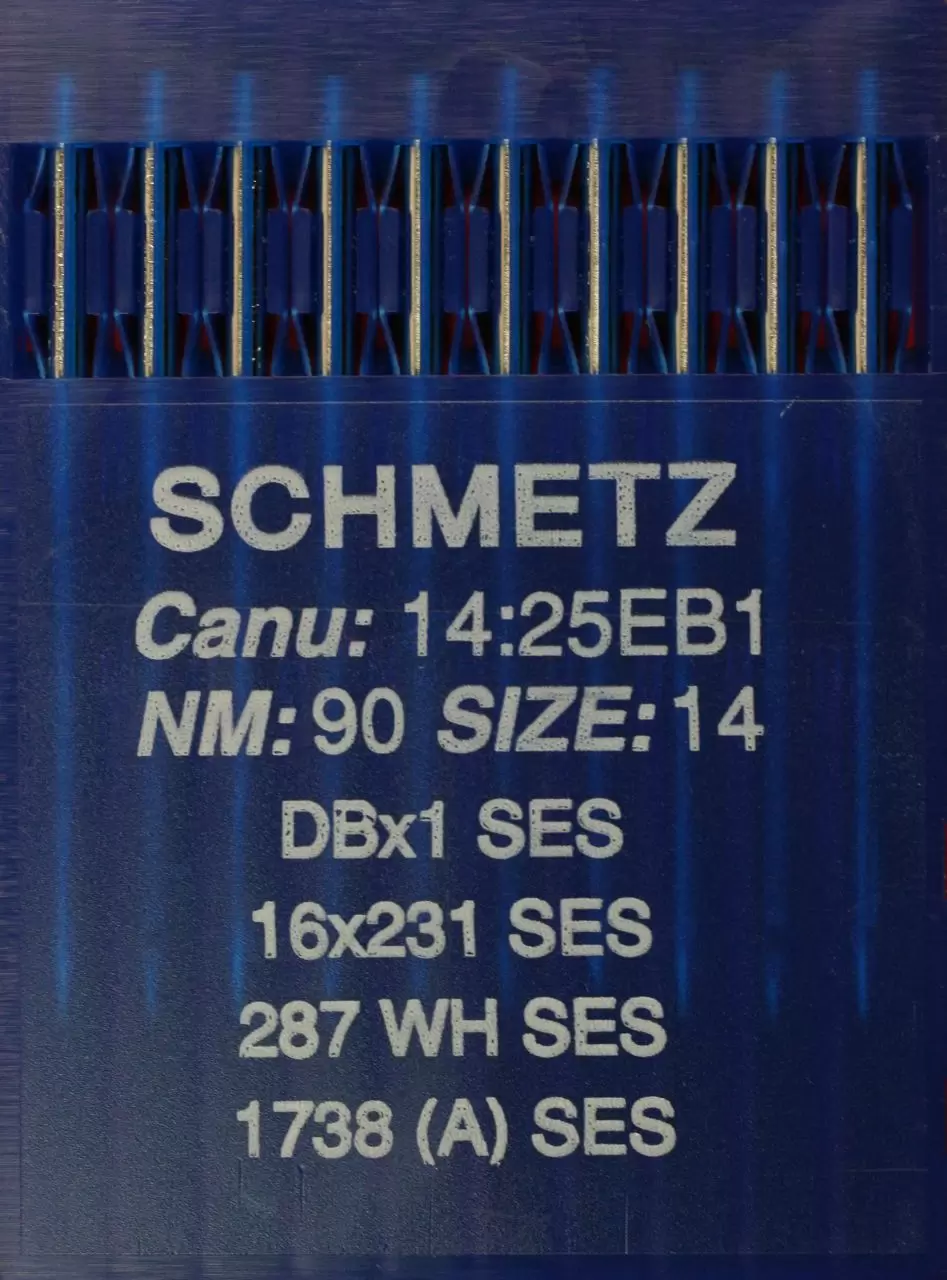 SCHMETZ
Canu: 14:25EB1
NM: 90 SIZE: 14
DBx1 SES
16x231 SES
287 WH SES
1738 (A) SES